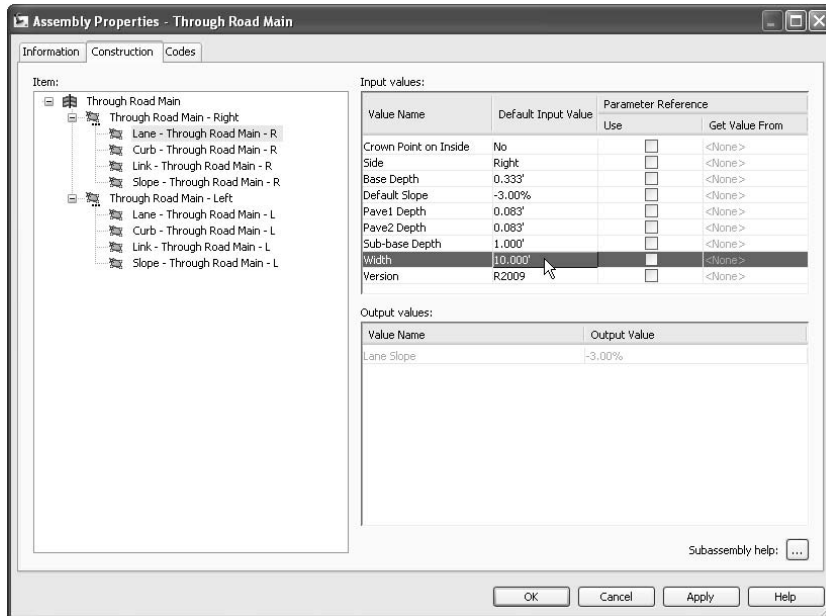 Assembly Properties - Through Road Main
Information Construction Codes
Item:
Through Road Main
Through Road Main - Right
Lane - Through Road Main - R
Curb - Through Road Main - R
Link - Through Road Main - R
Slope - Through Road Main - R
Through Road Main - Left
Lane - Through Road Main - L
Curb - Through Road Main - L
Link - Through Road Main - L
Slope - Through Road Main - L
Input values:
Value Name Default Input Value Parameter Reference
Use Get Value From
Crown Point on Inside No <None>
Side Right <None>
Base Depth 0.333' <None>
Default Slope -3.00% <None>
Pave1 Depth 0.083' <None>
Pave2 Depth 0.083' <None>
Sub-base Depth 1.000' <None>
Width 10.000' <None>
Version R2009 <None>
Output values:
Value Name Output Value
Lane Slope -3.00%
Subassembly help: ...
OK Cancel Apply Help